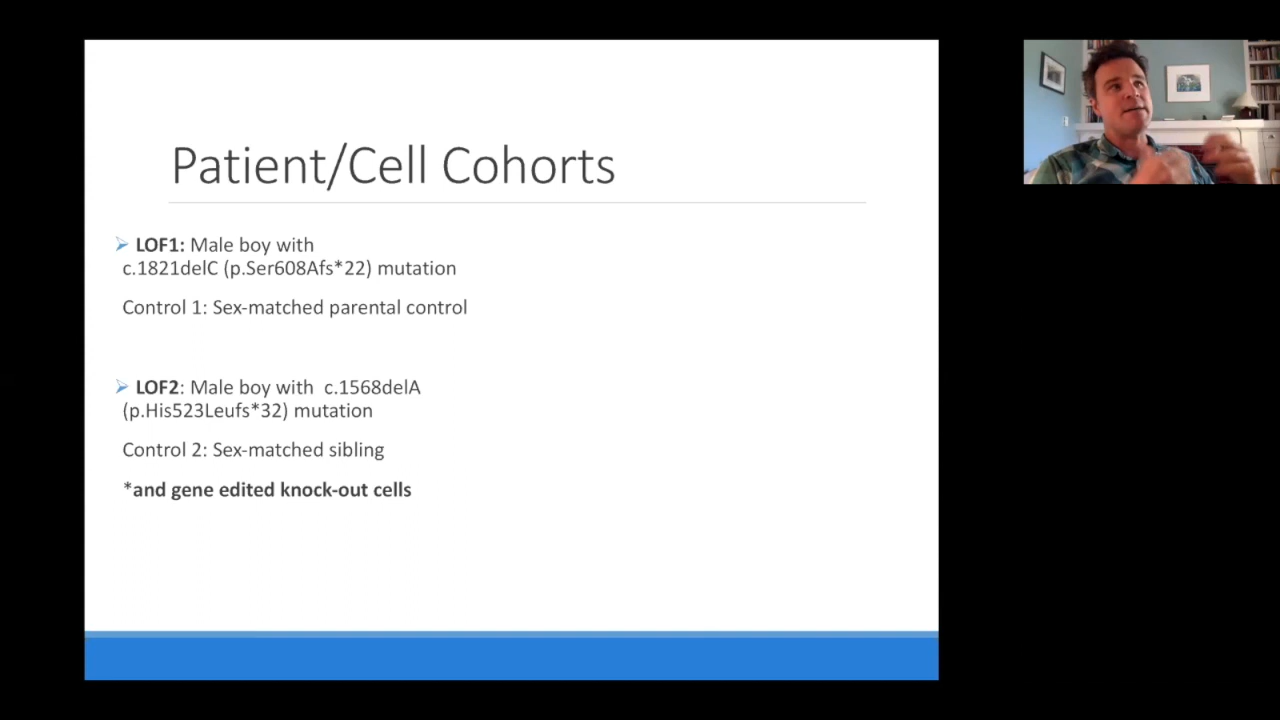 Patient/Cell Cohorts
LOF1: Male boy with
c.1821delC (p.Ser608Afs*22) mutation
Control 1: Sex-matched parental control
LOF2: Male boy with c.1568delA
(p.His523Leufs*32) mutation
Control 2: Sex-matched sibling
*and gene edited knock-out cells